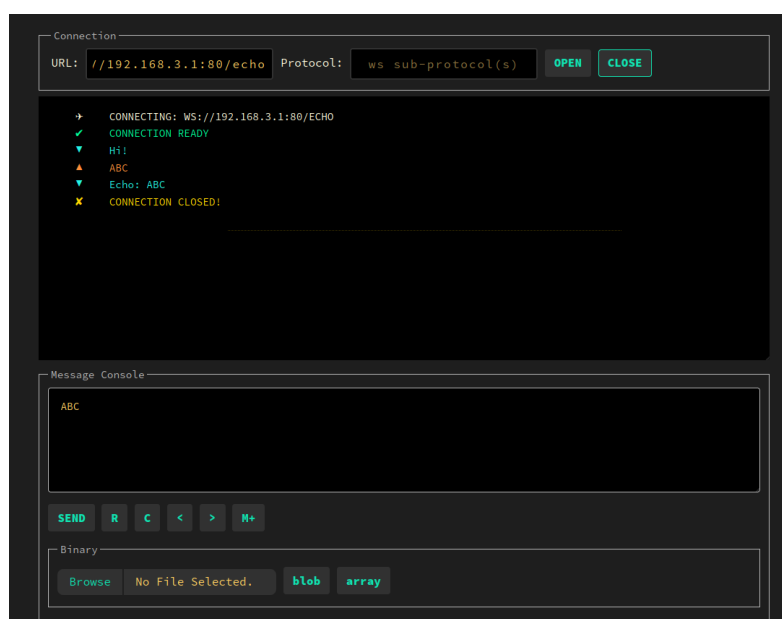 Connection
URL: //192.168.3.1:80/echo Protocol: ws sub-protocol(s) OPEN CLOSE
✈ CONNECTING: WS://192.168.3.1:80/ECHO
✔ CONNECTION READY
▼ Hi!
▲ ABC
▼ Echo: ABC
✘ CONNECTION CLOSED!
Message Console
ABC
SEND R C < > M+
Binary
Browse No File Selected. blob array